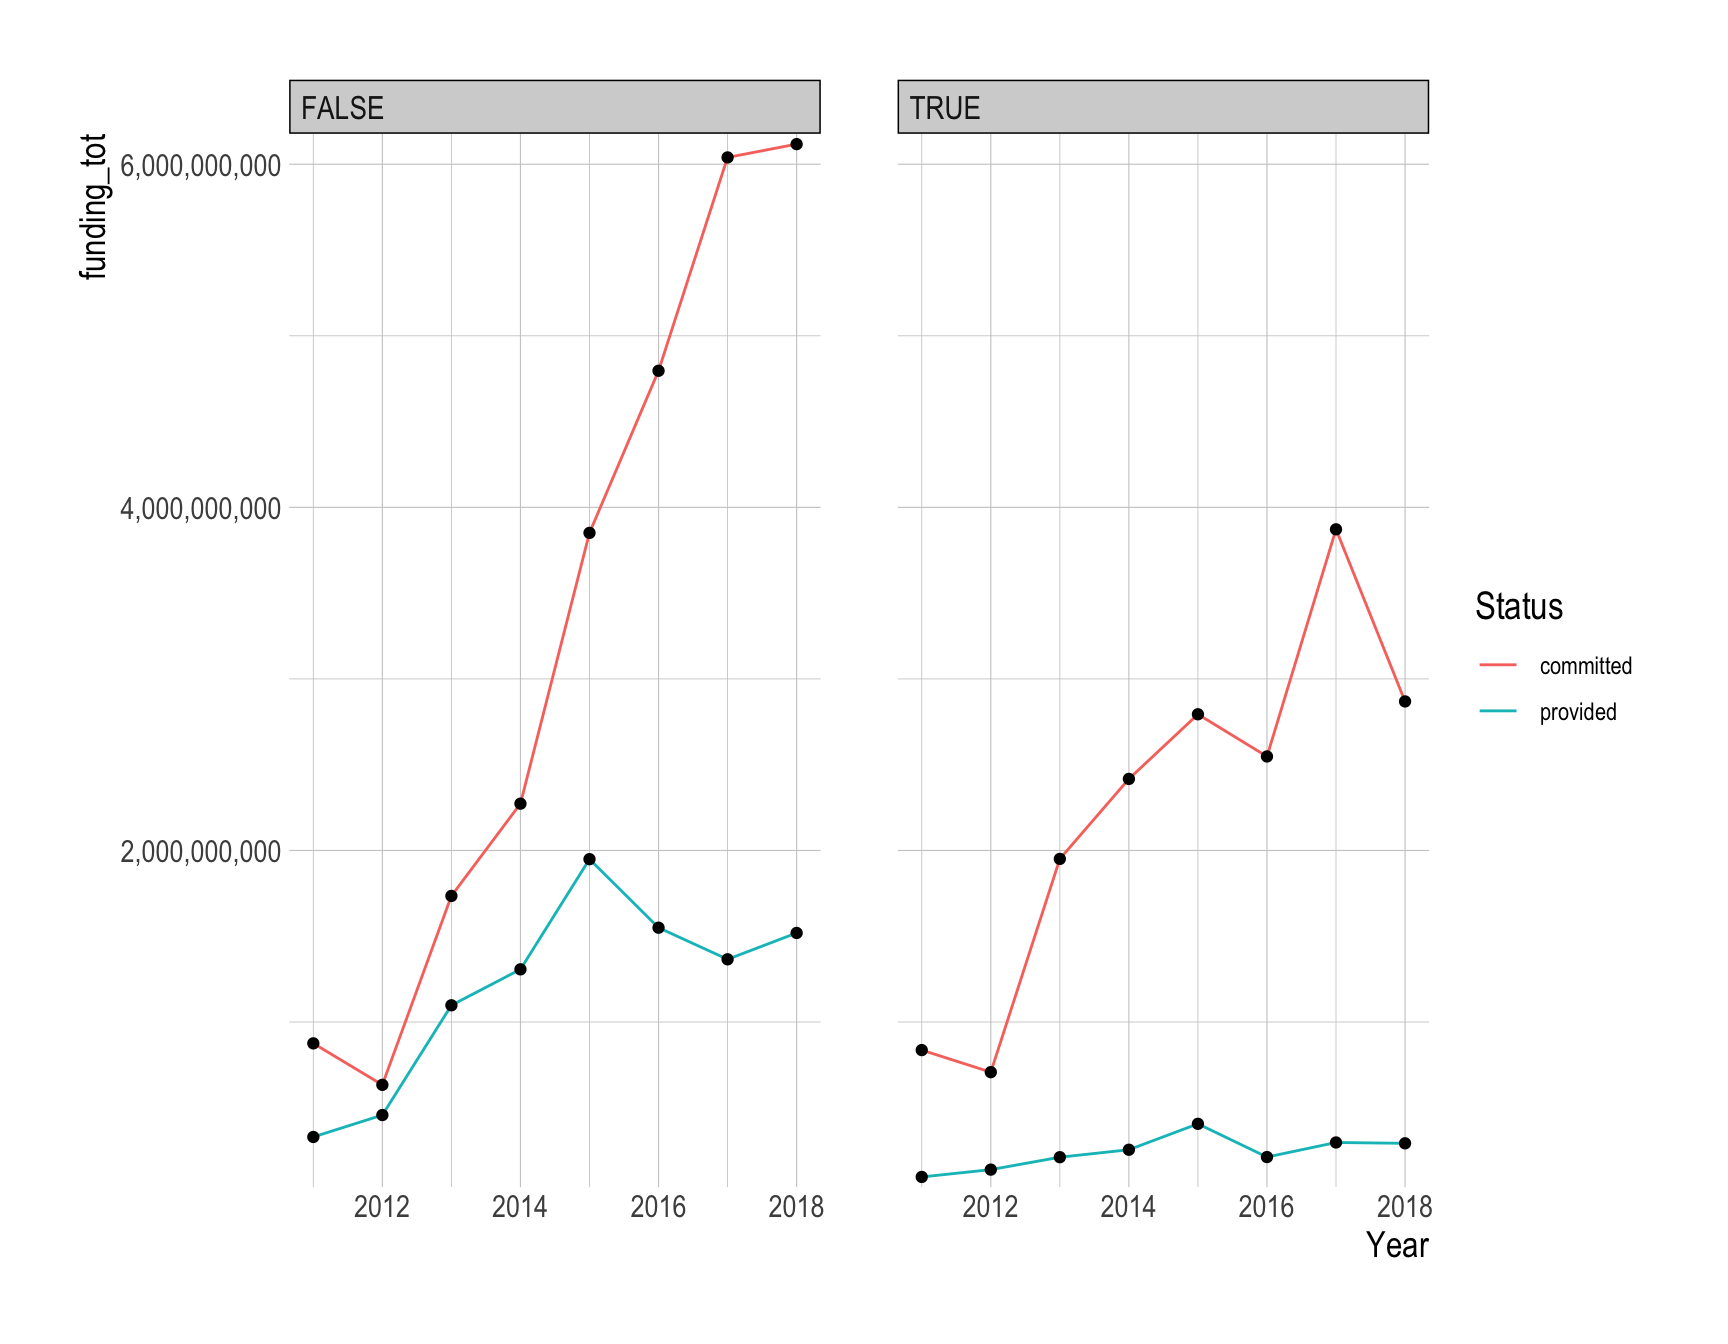 FALSE
TRUE
funding_tot
6,000,000,000
4,000,000,000
2,000,000,000
2012 2014 2016 2018
2012 2014 2016 2018
Year
Status
committed
provided